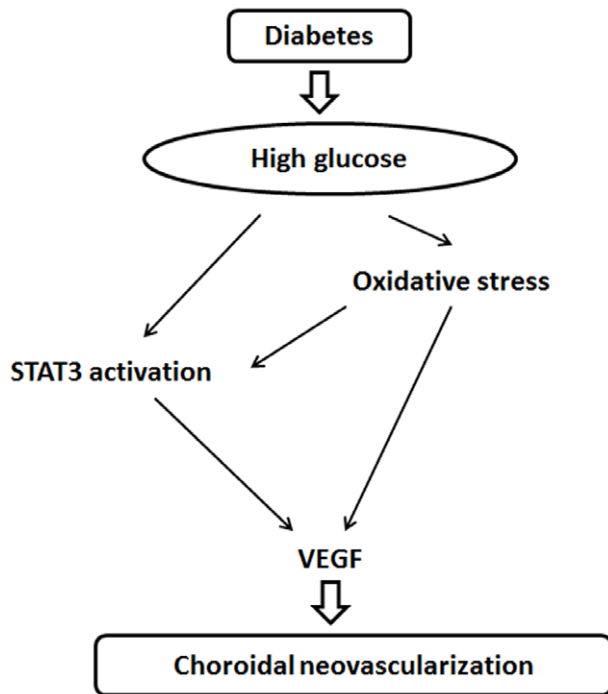 Diabetes
High glucose
Oxidative stress
STAT3 activation
VEGF
Choroidal neovascularization